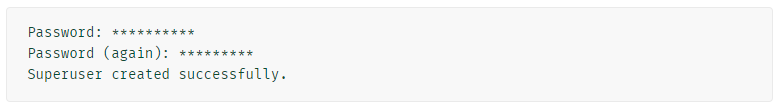 Password: **********
Password (again): *********
Superuser created successfully.